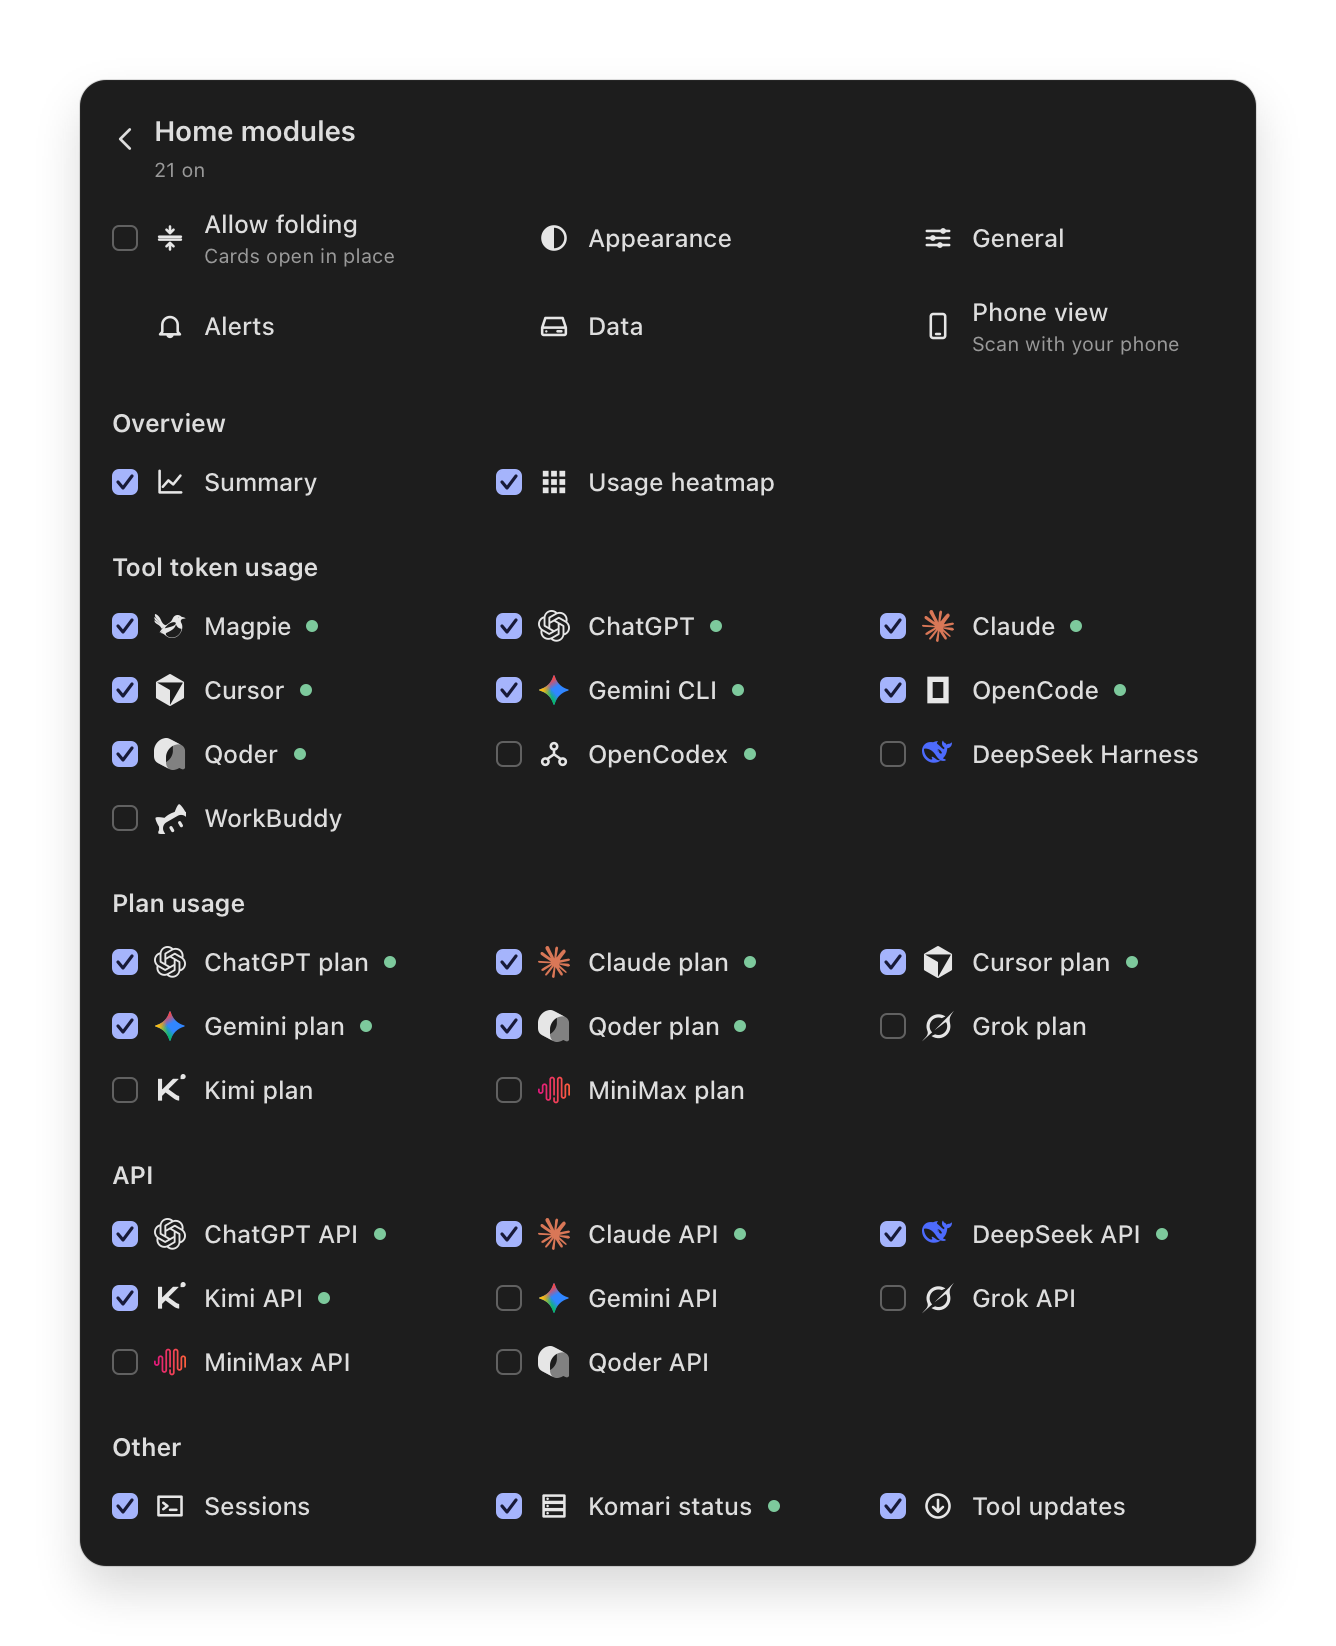 Home modules
21 on
Allow folding
Cards open in place
Appearance
General
Alerts
Data
Phone view
Scan with your phone
Overview
Summary
Usage heatmap
Tool token usage
Magpie
ChatGPT
Claude
Cursor
Gemini CLI
OpenCode
Qoder
OpenCodex
DeepSeek Harness
WorkBuddy
Plan usage
ChatGPT plan
Claude plan
Cursor plan
Gemini plan
Qoder plan
Grok plan
Kimi plan
MiniMax plan
API
ChatGPT API
Claude API
DeepSeek API
Kimi API
Gemini API
Grok API
MiniMax API
Qoder API
Other
Sessions
Komari status
Tool updates